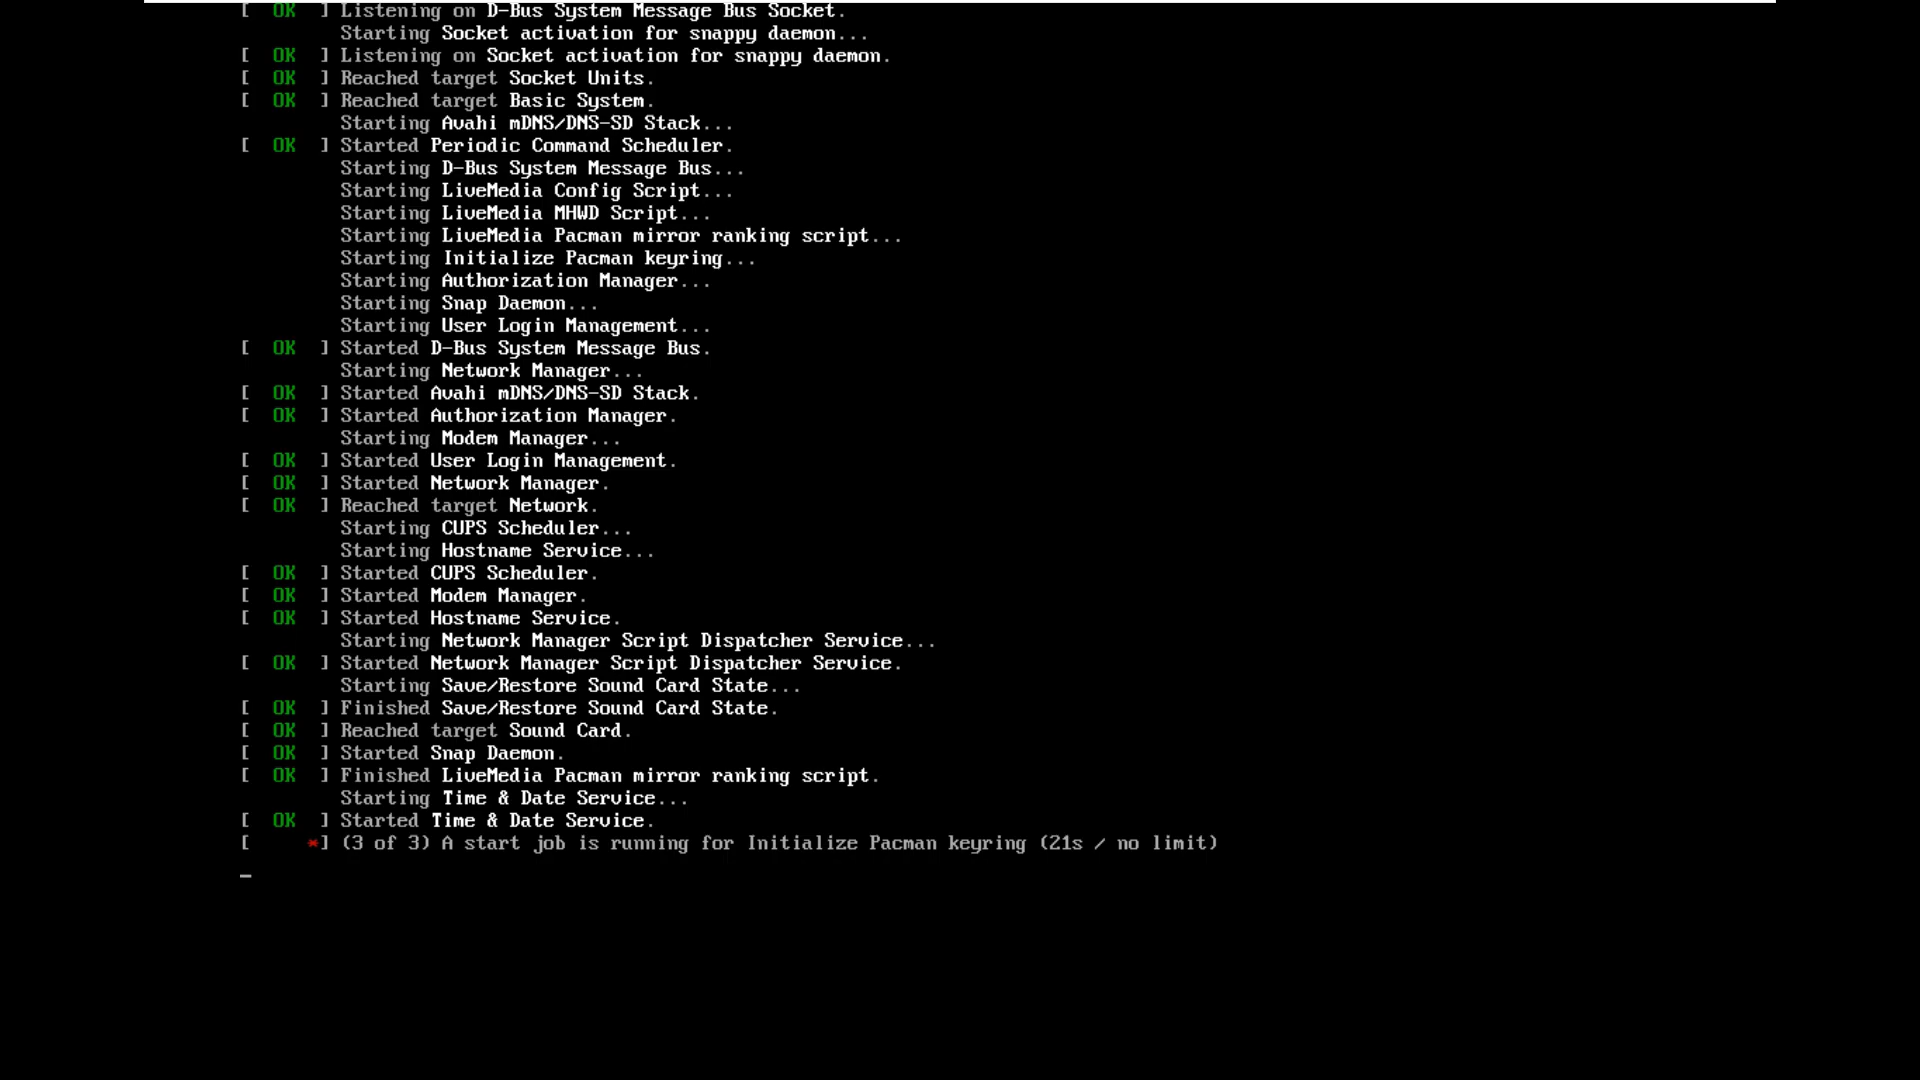 [  OK  ] Listening on D-Bus System Message Bus Socket.
Starting Socket activation for snappy daemon...
[  OK  ] Listening on Socket activation for snappy daemon.
[  OK  ] Reached target Socket Units.
[  OK  ] Reached target Basic System.
Starting Avahi mDNS/DNS-SD Stack...
[  OK  ] Started Periodic Command Scheduler.
Starting D-Bus System Message Bus...
Starting LiveMedia Config Script...
Starting LiveMedia MHWD Script...
Starting LiveMedia Pacman mirror ranking script...
Starting Initialize Pacman keyring...
Starting Authorization Manager...
Starting Snap Daemon...
Starting User Login Management...
[  OK  ] Started D-Bus System Message Bus.
Starting Network Manager...
[  OK  ] Started Avahi mDNS/DNS-SD Stack.
[  OK  ] Started Authorization Manager.
Starting Modem Manager...
[  OK  ] Started User Login Management.
[  OK  ] Started Network Manager.
[  OK  ] Reached target Network.
Starting CUPS Scheduler...
Starting Hostname Service...
[  OK  ] Started CUPS Scheduler.
[  OK  ] Started Modem Manager.
[  OK  ] Started Hostname Service.
Starting Network Manager Script Dispatcher Service...
[  OK  ] Started Network Manager Script Dispatcher Service.
Starting Save/Restore Sound Card State...
[  OK  ] Finished Save/Restore Sound Card State.
[  OK  ] Reached target Sound Card.
[  OK  ] Started Snap Daemon.
[  OK  ] Finished LiveMedia Pacman mirror ranking script.
Starting Time & Date Service...
[  OK  ] Started Time & Date Service.
[     *] (3 of 3) A start job is running for Initialize Pacman keyring (21s / no limit)
_